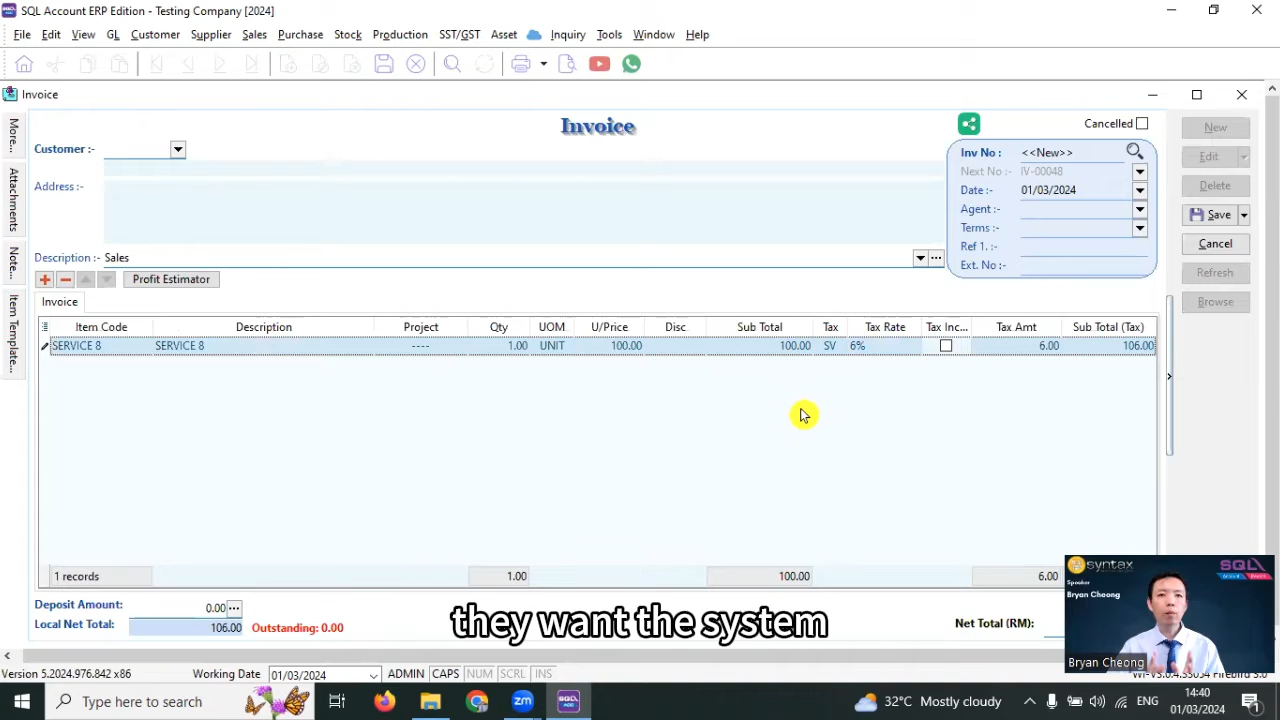 SQL Account ERP Edition - Testing Company [2024]
File Edit View GL Customer Supplier Sales Purchase Stock Production SST/GST Asset Inquiry Tools Window Help
Invoice
Invoice
Cancelled
Customer :-
Address :-
Description :- Sales
Inv No : <<New>>
Next No :- IV-00048
Date :- 01/03/2024
Agent :-
Terms :-
Ref 1. :-
Ext. No :-
New
Edit
Delete
Save
Cancel
Refresh
Browse
More...
Attachments
Note...
Item Template...
Profit Estimator
Invoice
Item Code Description Project Qty UOM U/Price Disc Sub Total Tax Tax Rate Tax Inc... Tax Amt Sub Total (Tax)
SERVICE 8 SERVICE 8 ---- 1.00 UNIT 100.00 100.00 SV 6% 6.00 106.00
1 records 1.00 100.00 6.00
Deposit Amount: 0.00
Local Net Total: 106.00 Outstanding: 0.00
Net Total (RM):
they want the system
syntax
SQL
Speaker
Bryan Cheong
Bryan Cheong
Version 5.2024.976.842 x86 Working Date 01/03/2024 ADMIN CAPS NUM SCRL INS
Type here to search
zm
32°C Mostly cloudy
ENG
14:40
01/03/2024